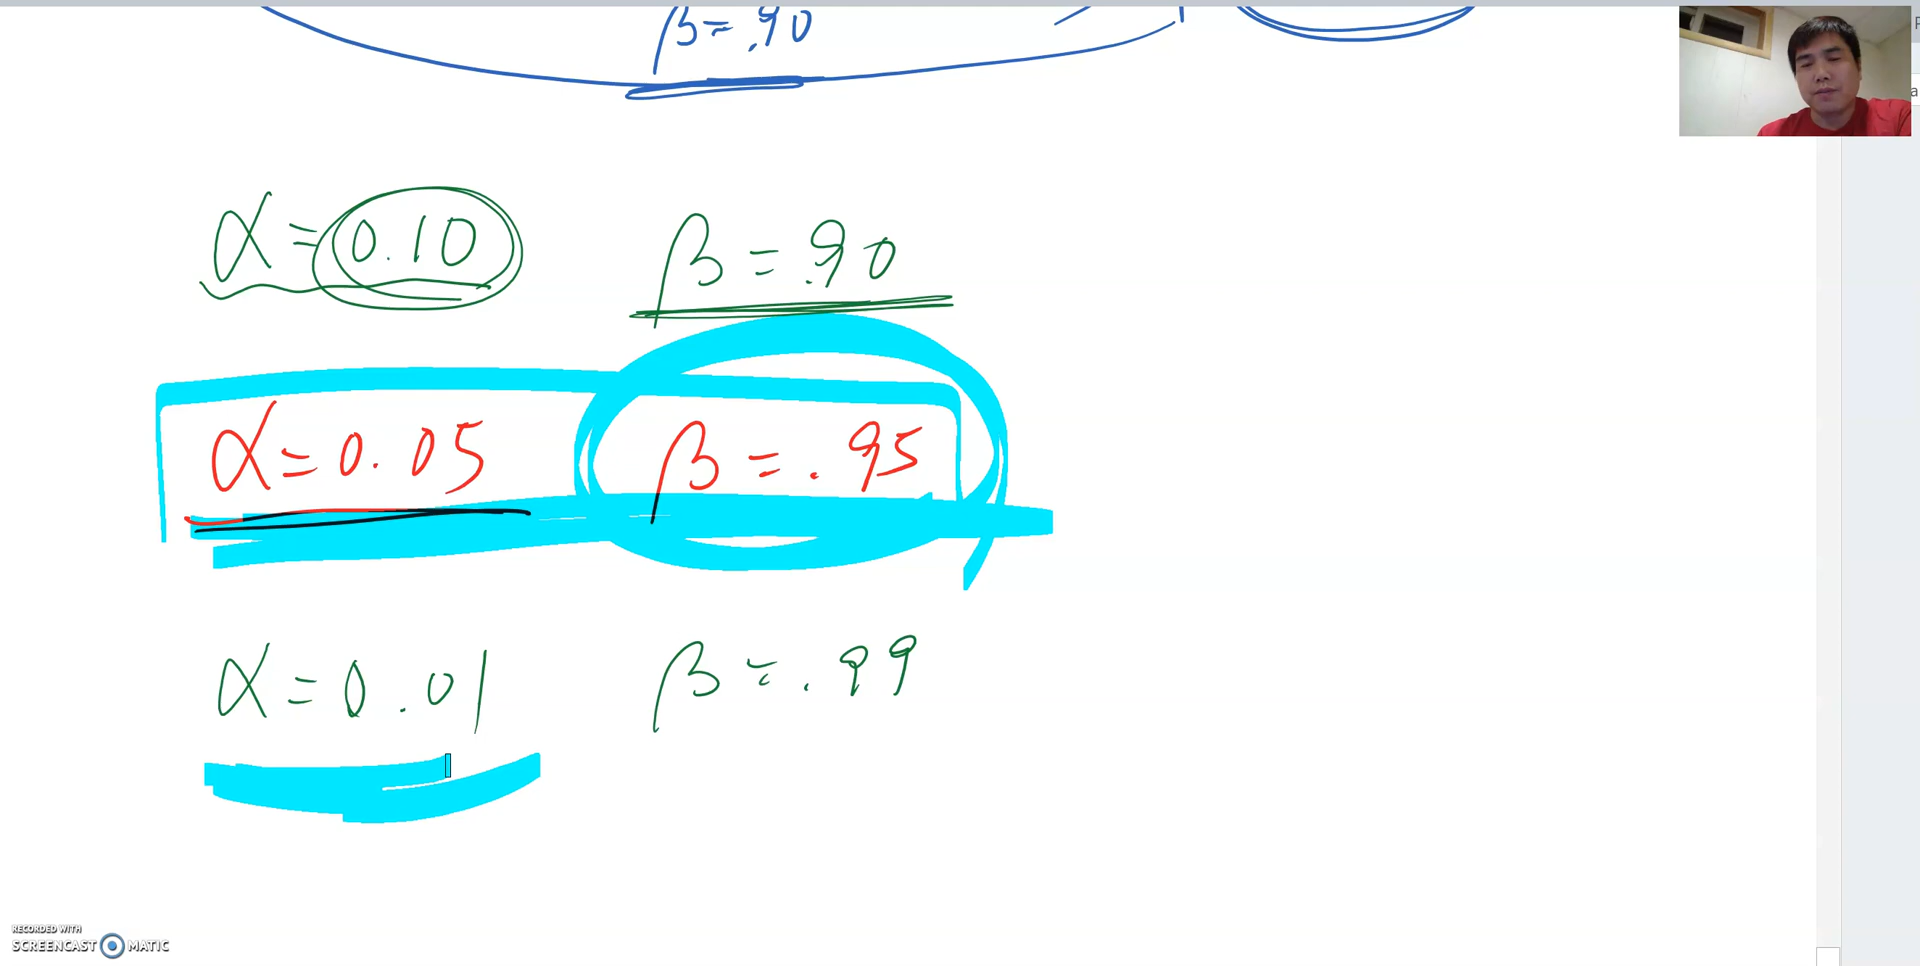 β=.90
α=0.10 β=.90
α=0.05 β=.95
α=0.01 β=.99
RECORDED WITH
SCREENCAST MATIC